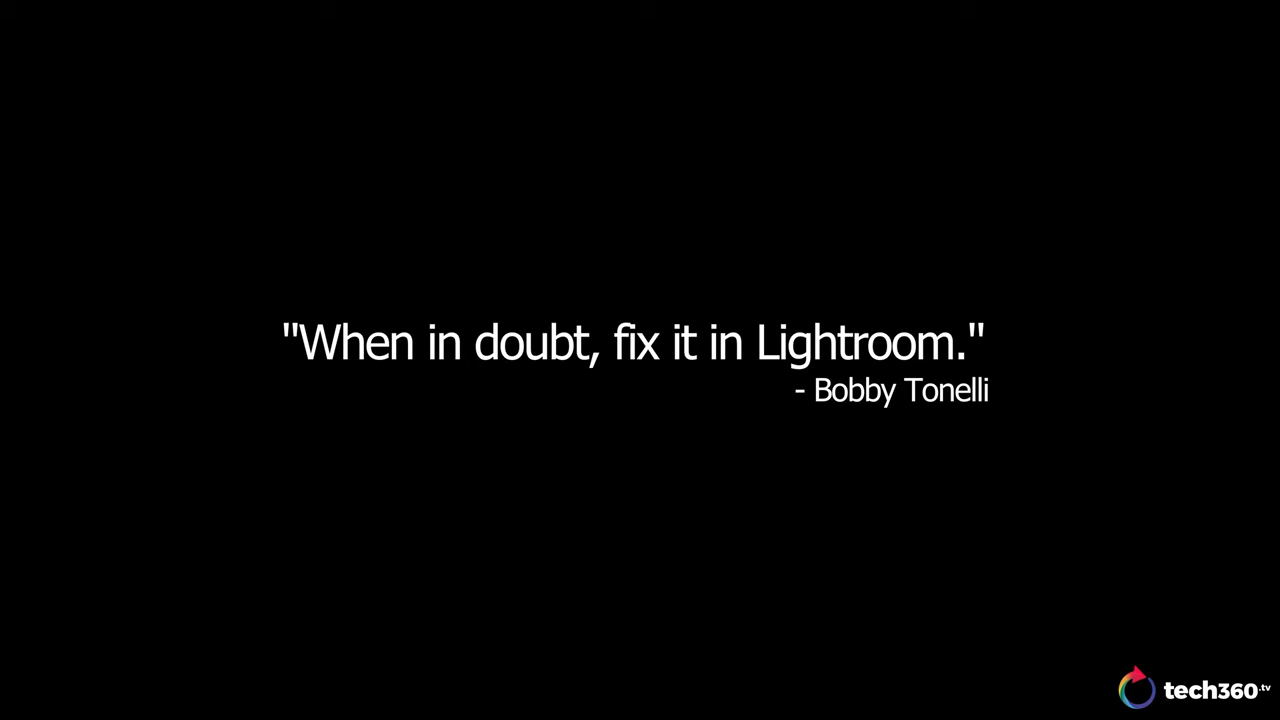 "When in doubt, fix it in Lightroom."
- Bobby Tonelli
tech360.tv